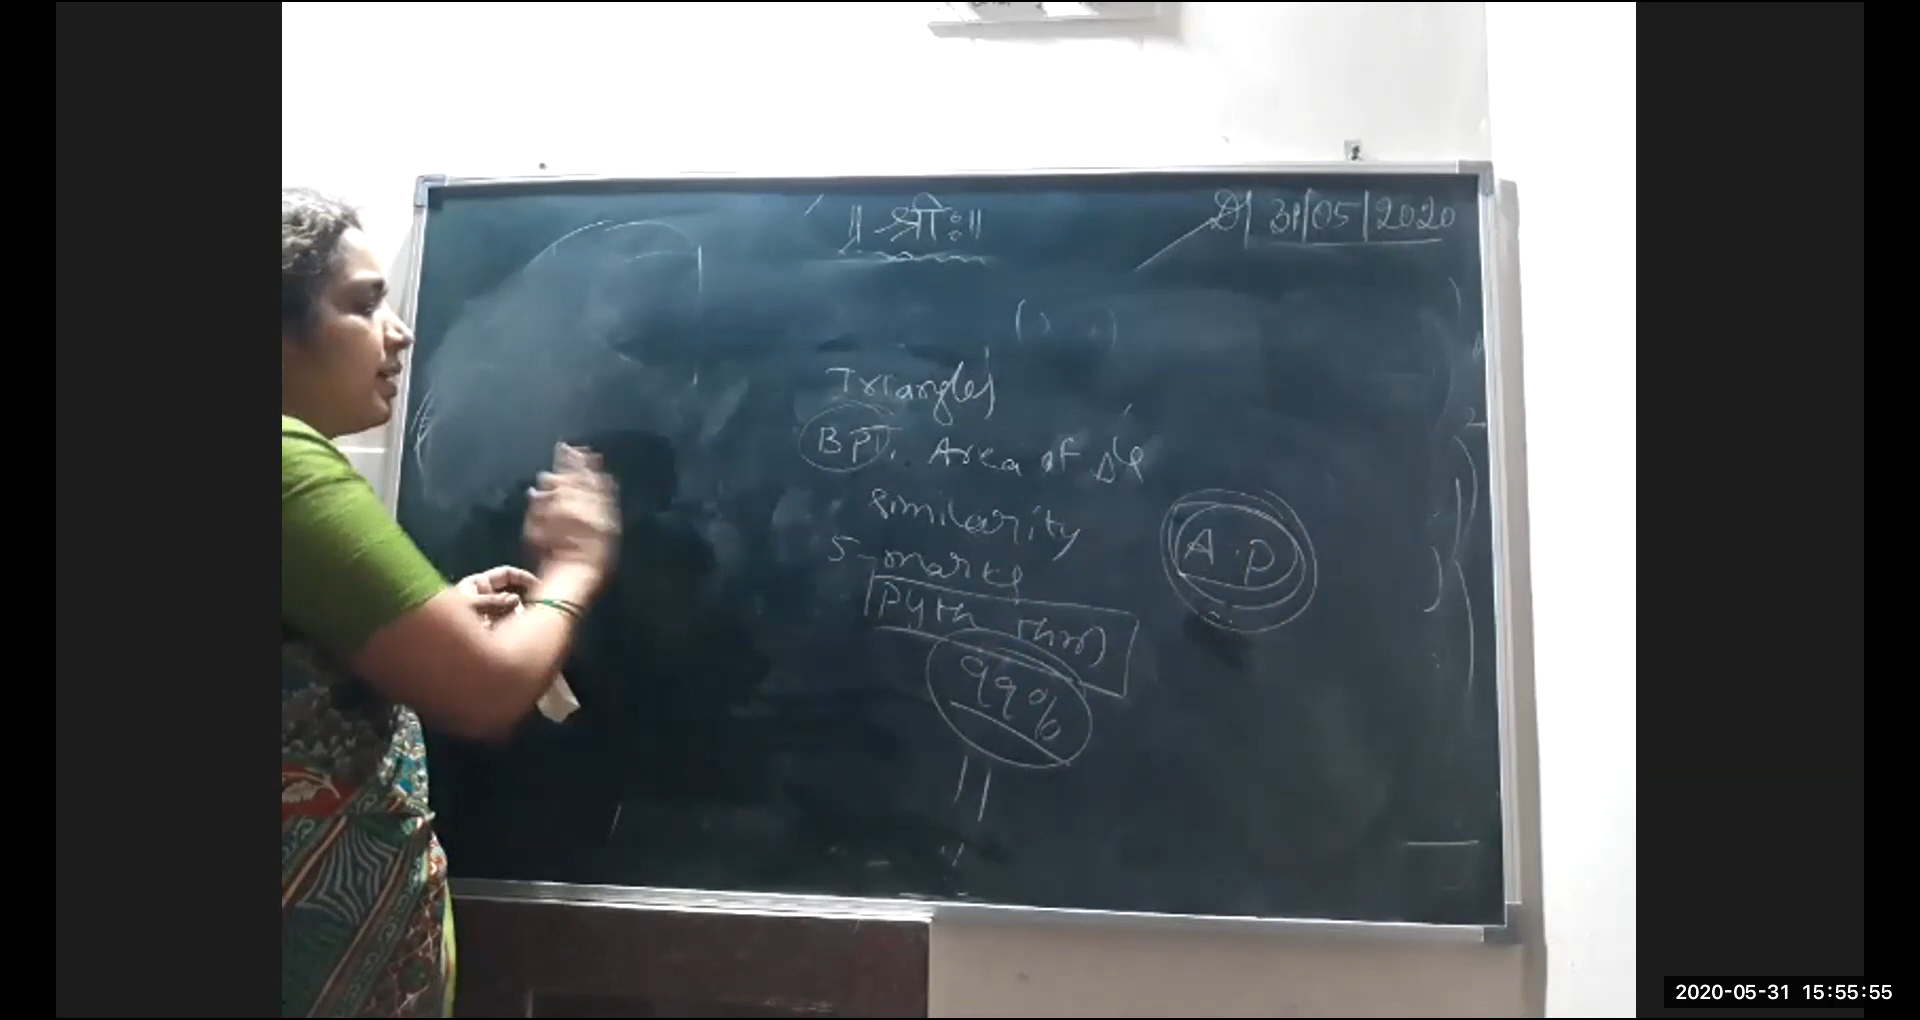 ॥ श्रीः ॥
D| 31/05/2020
Triangles
BPT. Area of Δle
similarity
5-marks
A.P
Pyth thm
99%
2020-05-31 15:55:55